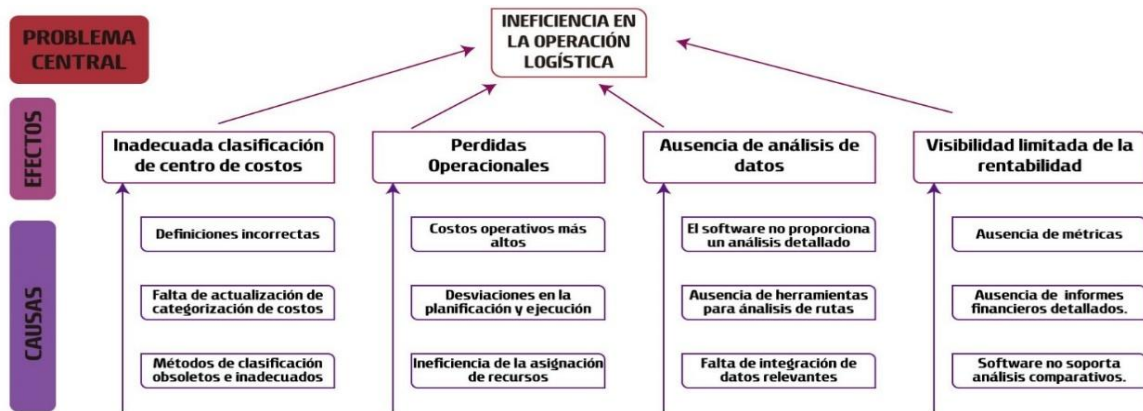 PROBLEMA
CENTRAL
INEFICIENCIA EN
LA OPERACIÓN
LOGÍSTICA
EFECTOS
Inadecuada clasificación
de centro de costos
Perdidas
Operacionales
Ausencia de análisis de
datos
Visibilidad limitada de la
rentabilidad
CAUSAS
Definiciones incorrectas
Costos operativos más
altos
El software no proporciona
un análisis detallado
Ausencia de métricas
Falta de actualización de
categorización de costos
Desviaciones en la
planificación y ejecución
Ausencia de herramientas
para ánalisis de rutas
Ausencia de informes
financieros detallados.
Métodos de clasificación
obsoletos e inadecuados
Ineficiencia de la asignación
de recursos
Falta de integración de
datos relevantes
Software no soporta
análisis comparativos.